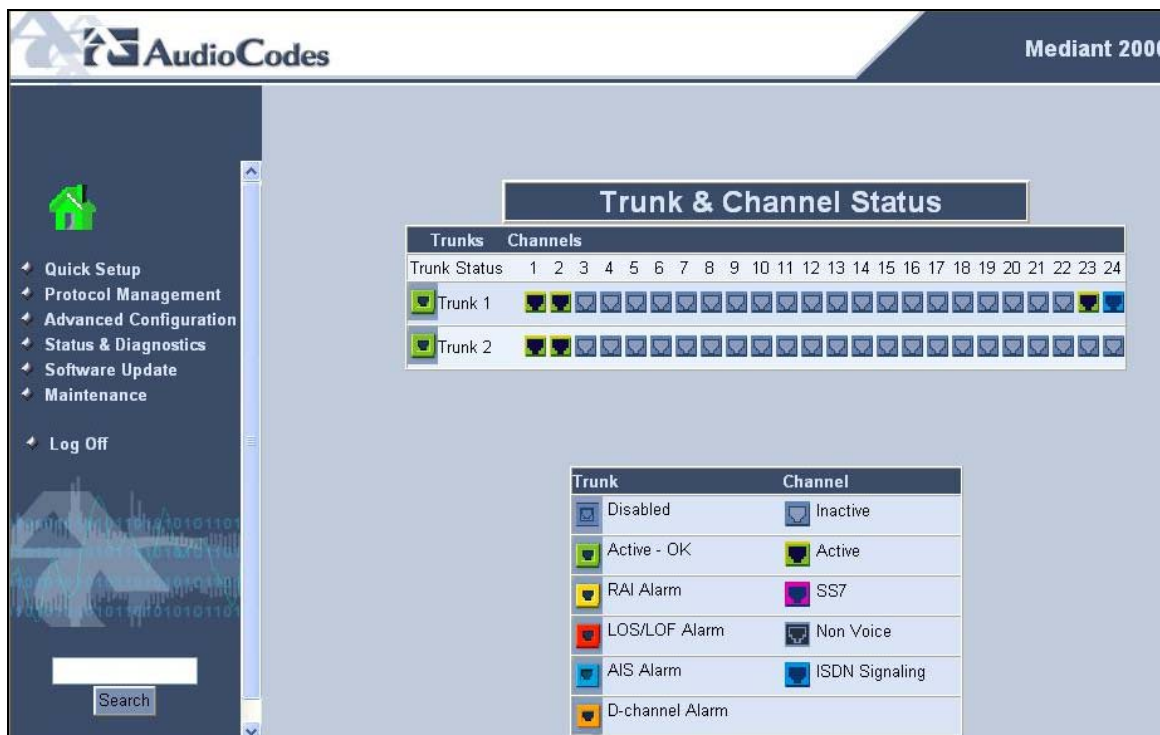 AudioCodes
Mediant 200
Quick Setup
Protocol Management
Advanced Configuration
Status & Diagnostics
Software Update
Maintenance
Log Off
Search
Trunk & Channel Status
Trunks Channels
Trunk Status 1 2 3 4 5 6 7 8 9 10 11 12 13 14 15 16 17 18 19 20 21 22 23 24
Trunk 1
Trunk 2
Trunk Channel
Disabled Inactive
Active - OK Active
RAI Alarm SS7
LOS/LOF Alarm Non Voice
AIS Alarm ISDN Signaling
D-channel Alarm